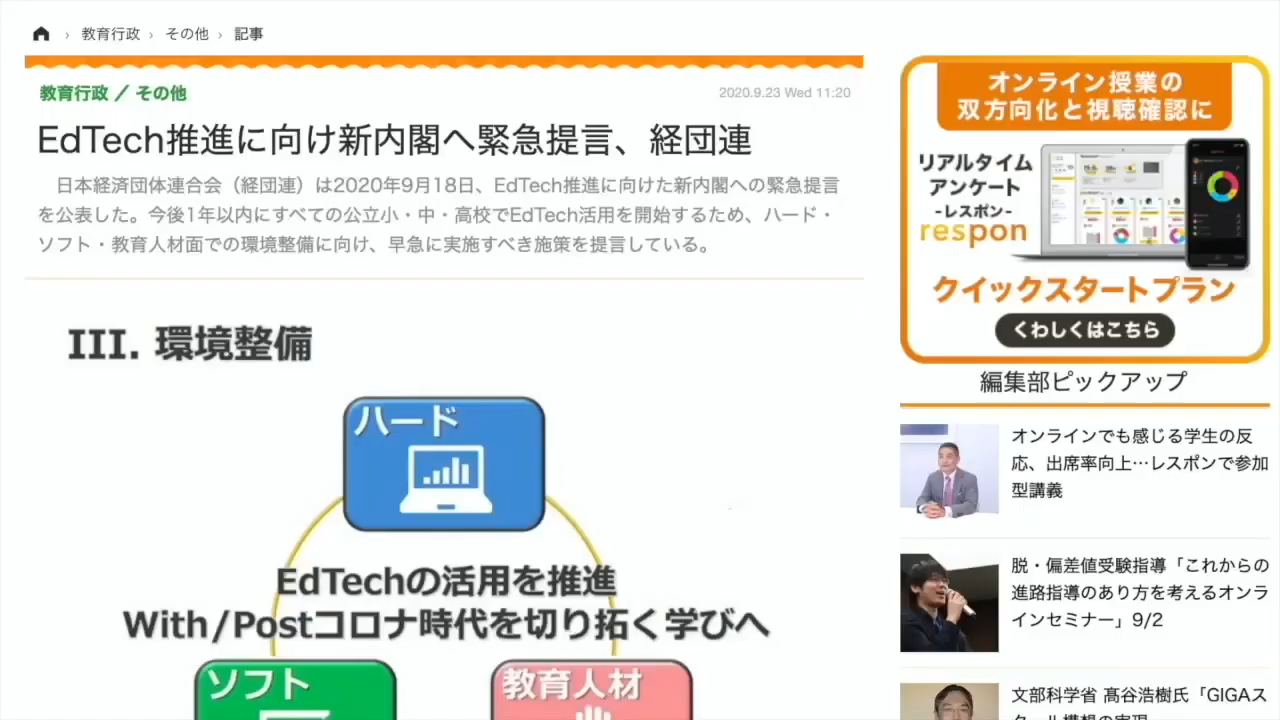 › 教育行政 › その他 › 記事
教育行政 ／ その他
2020.9.23 Wed 11:20
EdTech推進に向け新内閣へ緊急提言、経団連
日本経済団体連合会（経団連）は2020年9月18日、EdTech推進に向けた新内閣への緊急提言
を公表した。今後1年以内にすべての公立小・中・高校でEdTech活用を開始するため、ハード・
ソフト・教育人材面での環境整備に向け、早急に実施すべき施策を提言している。
III. 環境整備
ハード
EdTechの活用を推進
With/Postコロナ時代を切り拓く学びへ
ソフト
教育人材
オンライン授業の
双方向化と視聴確認に
リアルタイム
アンケート
-レスポン-
respon
クイックスタートプラン
くわしくはこちら
編集部ピックアップ
オンラインでも感じる学生の反
応、出席率向上…レスポンで参加
型講義
脱・偏差値受験指導「これからの
進路指導のあり方を考えるオンラ
インセミナー」9/2
文部科学省 髙谷浩樹氏「GIGAス
クール構想の実現